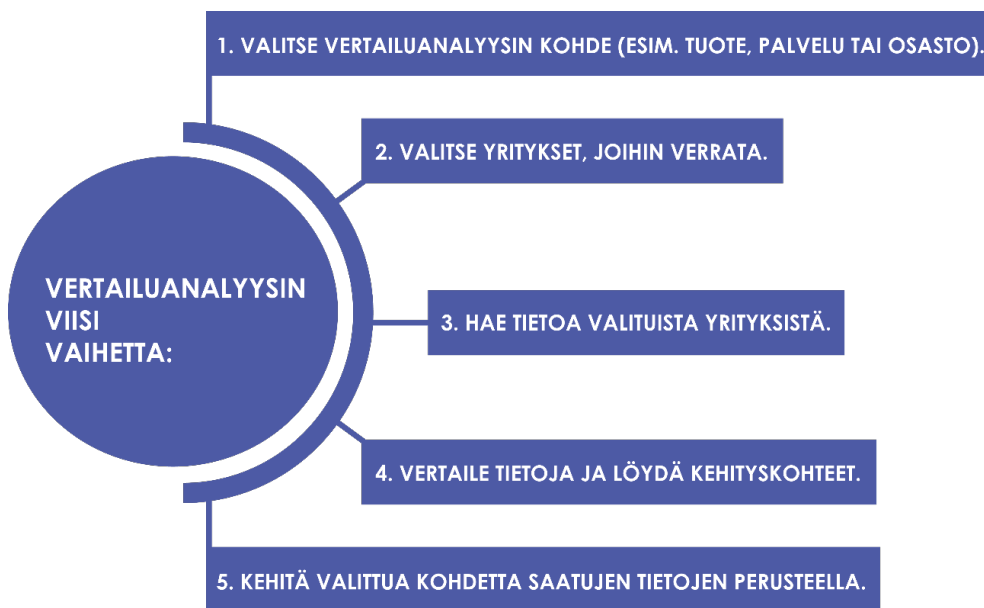 1. VALITSE VERTAILUANALYYSIN KOHDE (ESIM. TUOTE, PALVELU TAI OSASTO).
2. VALITSE YRITYKSET, JOIHIN VERRATA.
VERTAILUANALYYSIN
VIISI
VAIHETTA:
3. HAE TIETOA VALITUISTA YRITYKSISTÄ.
4. VERTAILE TIETOJA JA LÖYDÄ KEHITYSKOHTEET.
5. KEHITÄ VALITTUA KOHDETTA SAATUJEN TIETOJEN PERUSTEELLA.